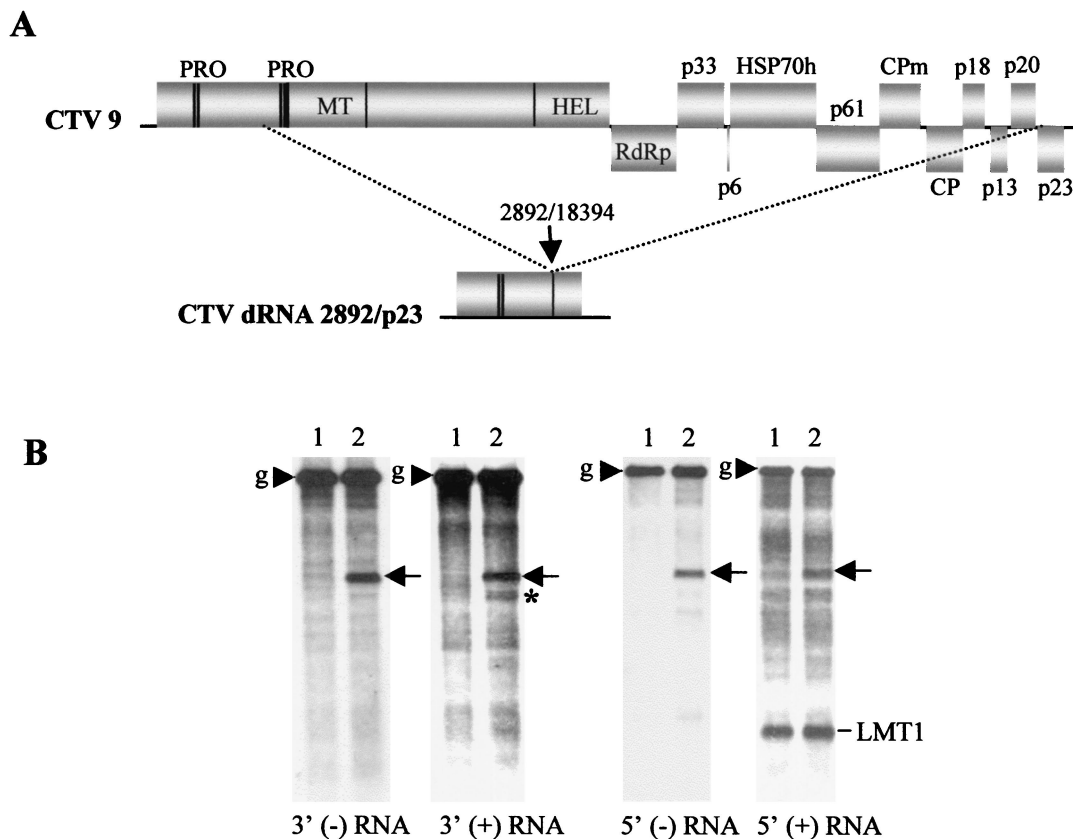 A
PRO PRO p33 HSP70h CPm p18 p20
CTV 9 MT HEL p61
RdRp p6 CP p13 p23
2892/18394
CTV dRNA 2892/p23
B
1 2 1 2 1 2 1 2
g g g g
*
LMT1
3’ (-) RNA 3’ (+) RNA 5’ (-) RNA 5’ (+) RNA